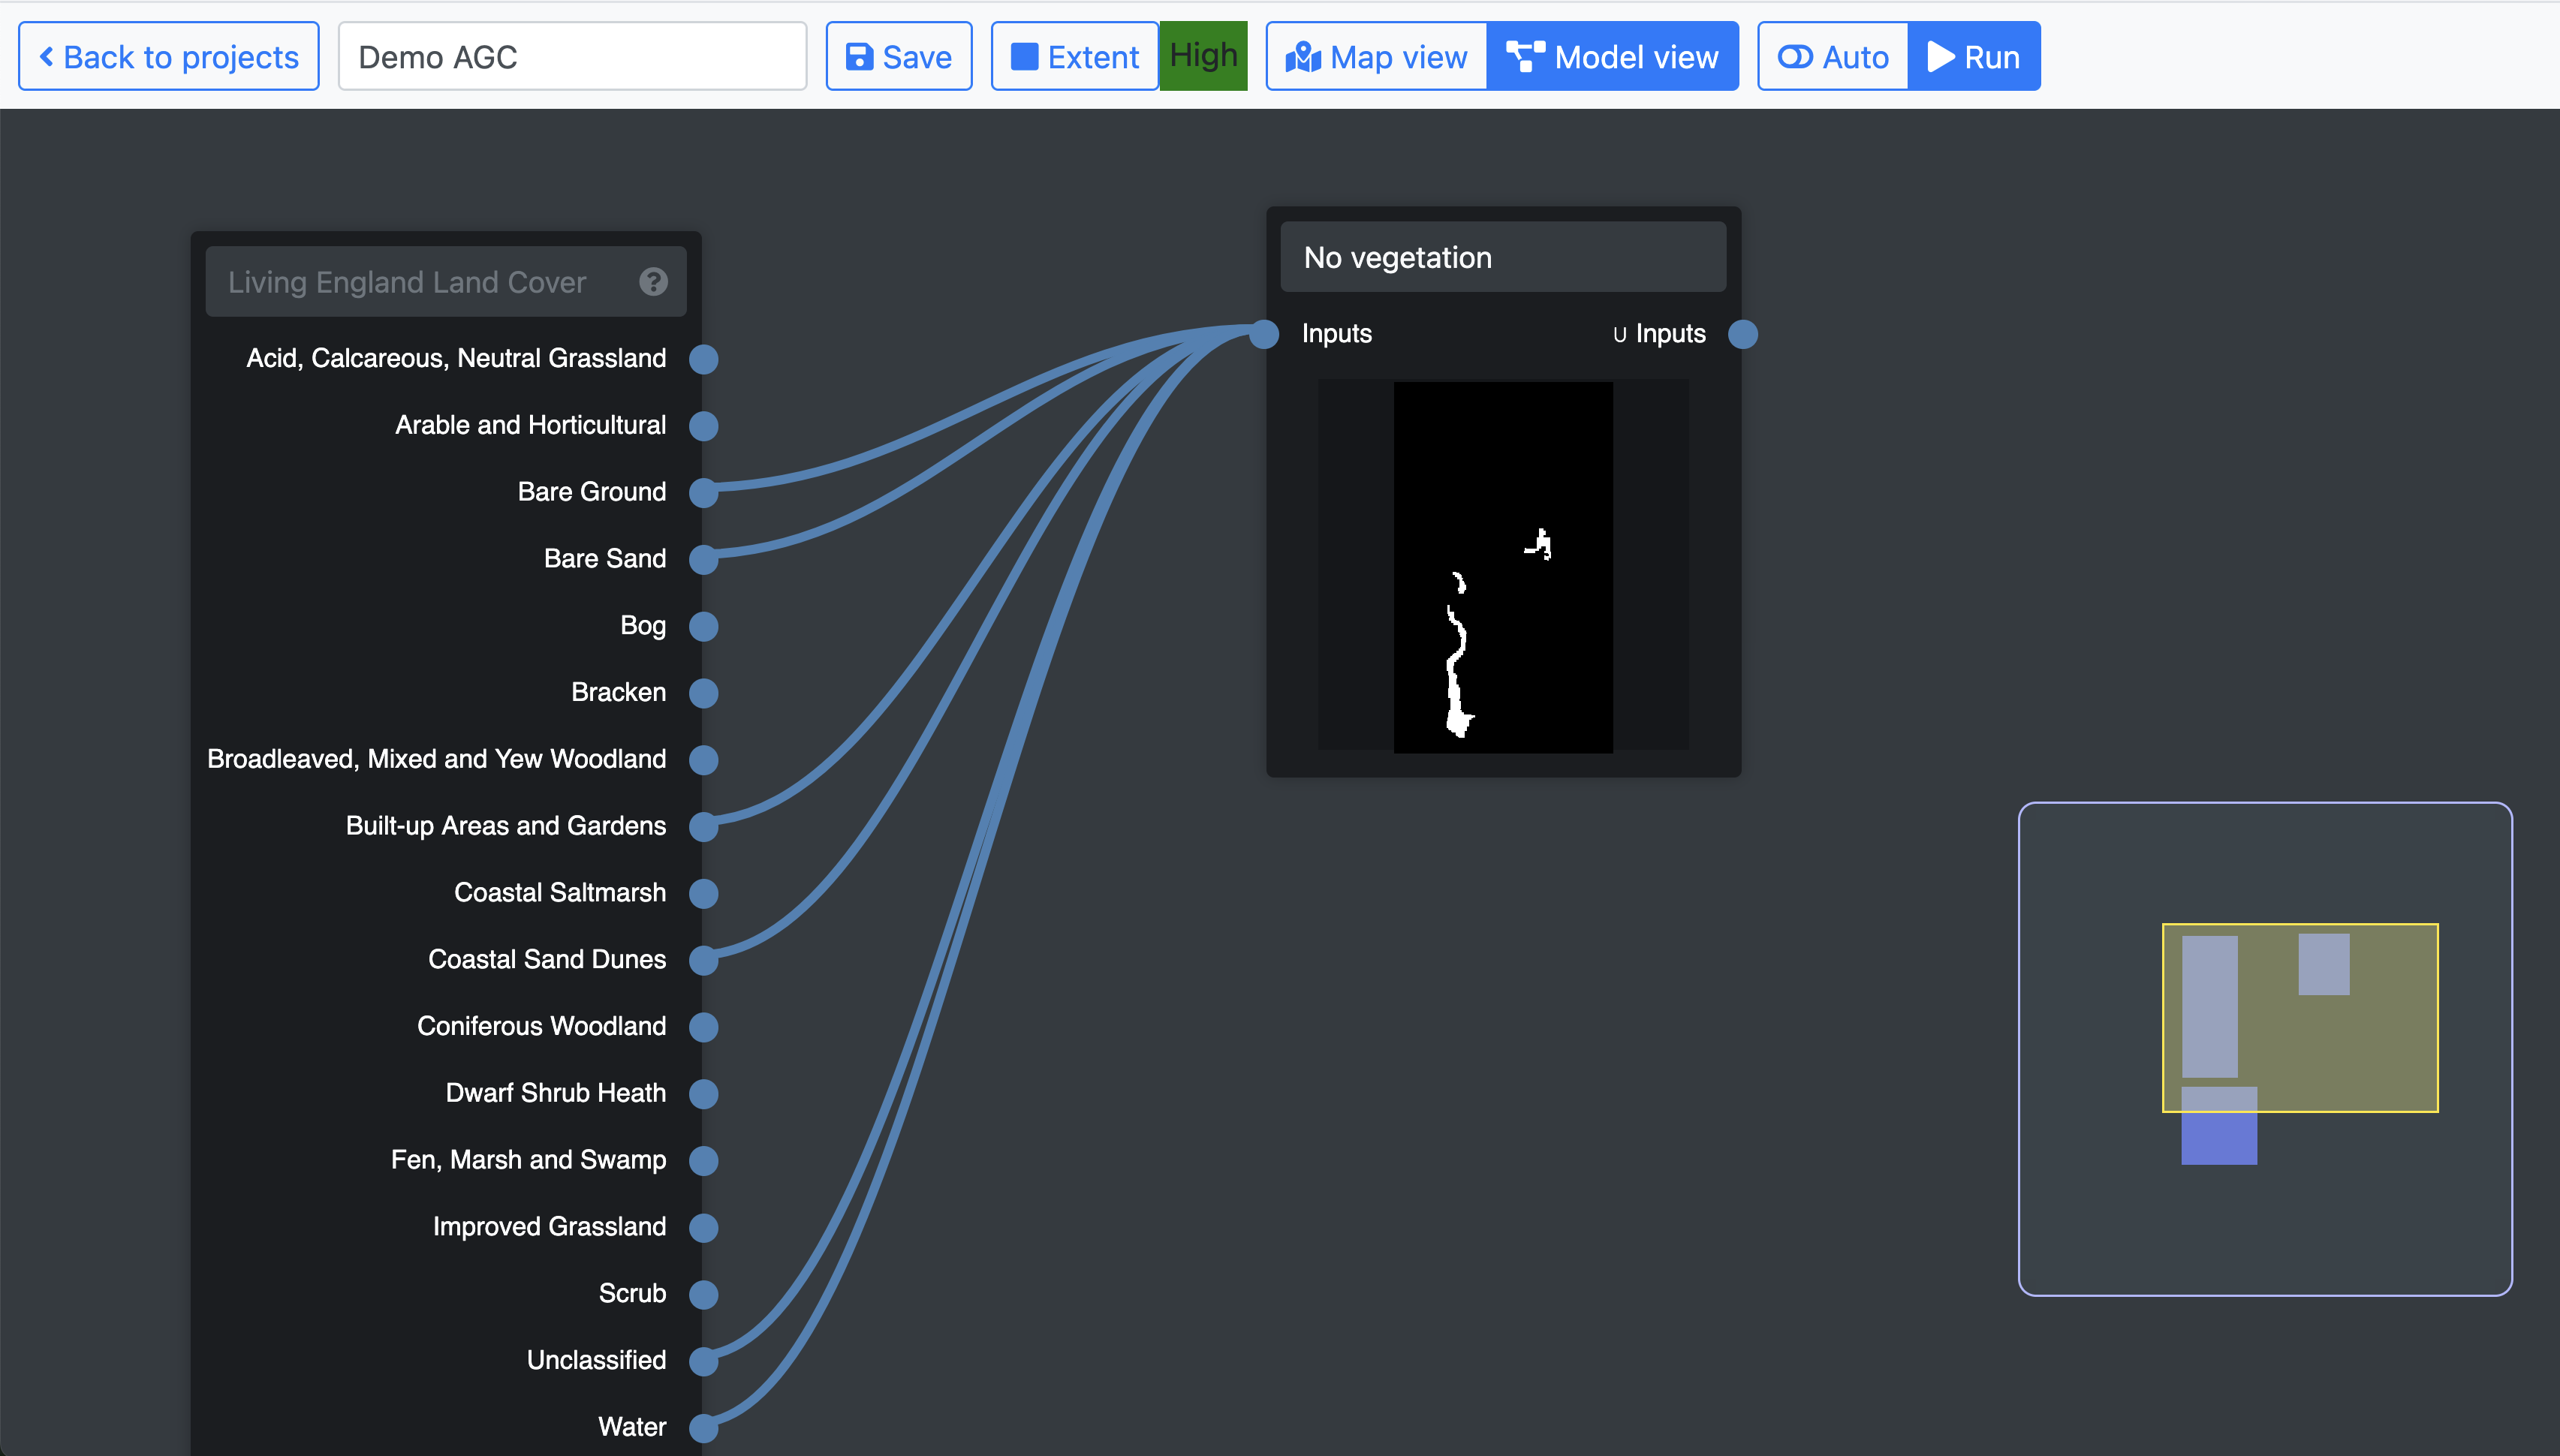 Back to projects
Demo AGC
Save
Extent
High
Map view
Model view
Auto
Run
Living England Land Cover
Acid, Calcareous, Neutral Grassland
Arable and Horticultural
Bare Ground
Bare Sand
Bog
Bracken
Broadleaved, Mixed and Yew Woodland
Built-up Areas and Gardens
Coastal Saltmarsh
Coastal Sand Dunes
Coniferous Woodland
Dwarf Shrub Heath
Fen, Marsh and Swamp
Improved Grassland
Scrub
Unclassified
Water
No vegetation
Inputs
∪ Inputs